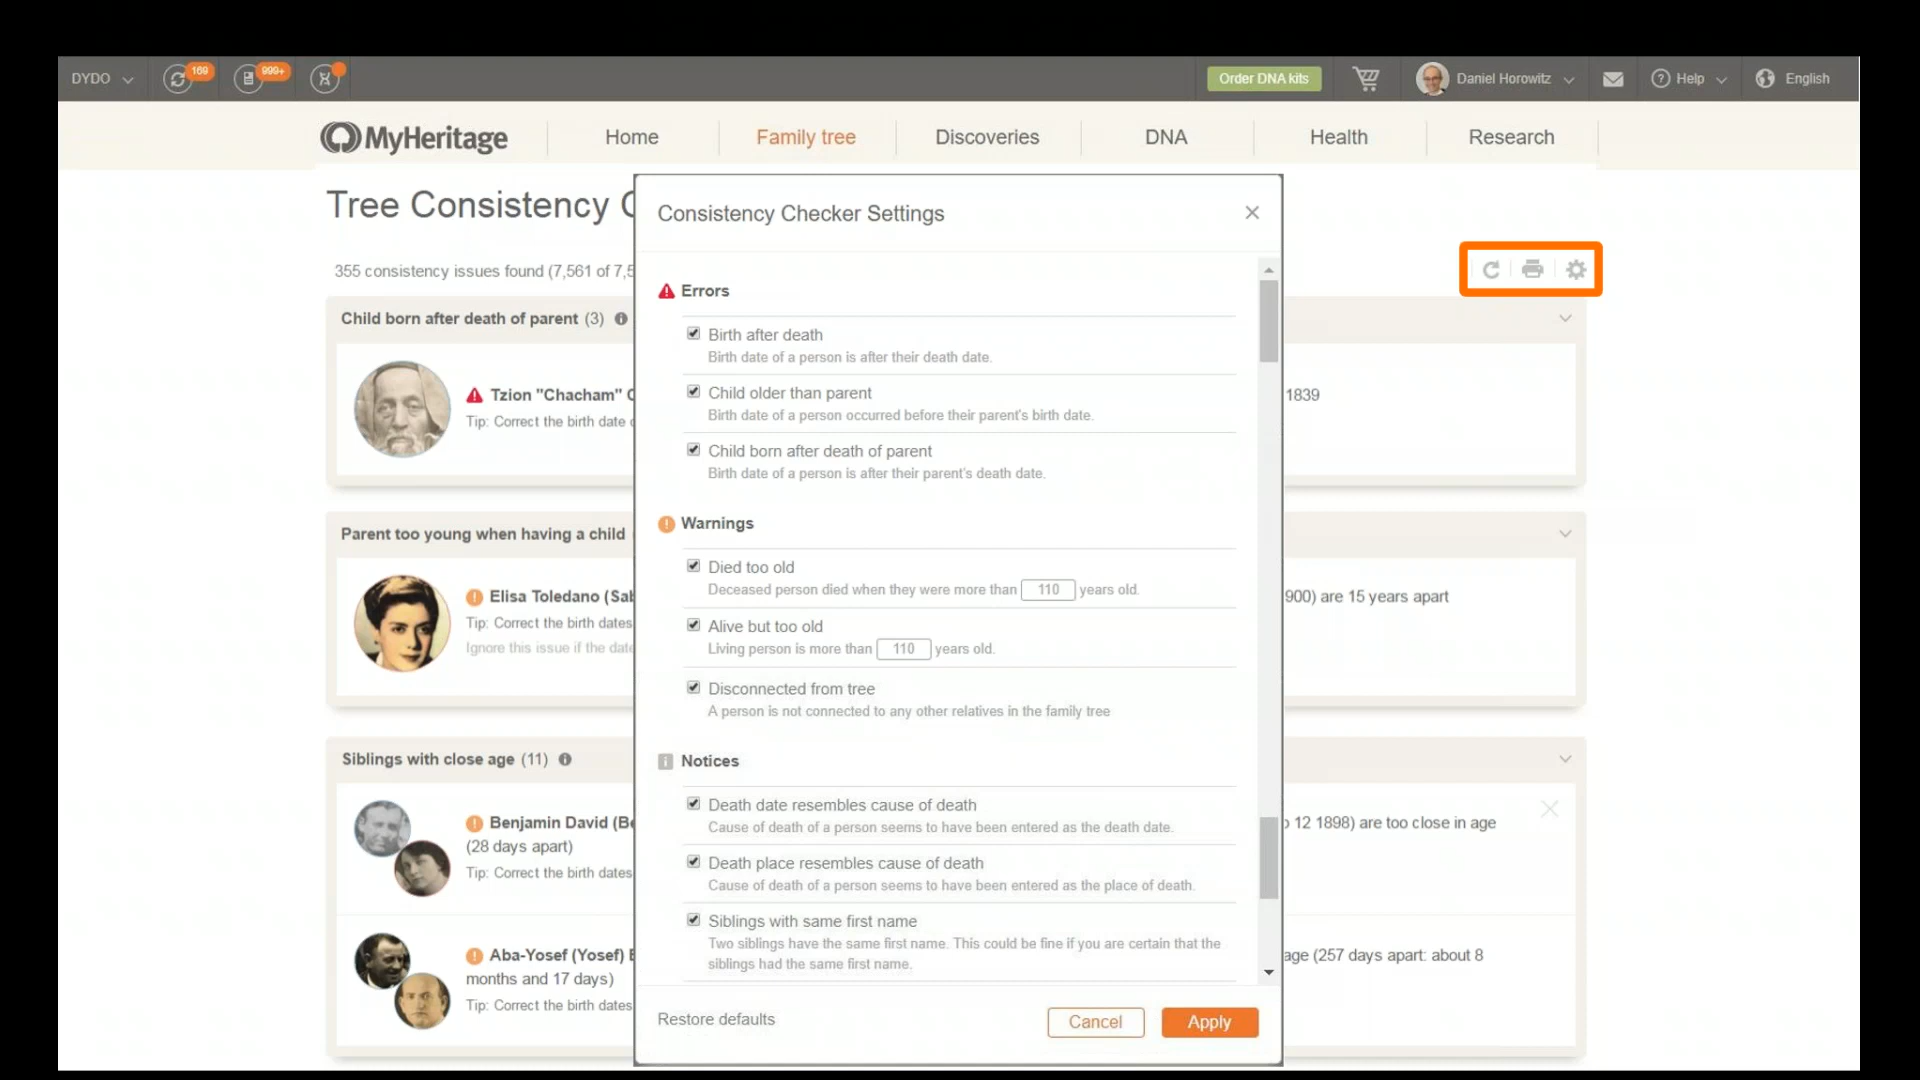 DYDO
169
999+
Order DNA kits
Daniel Horowitz
Help
English
MyHeritage
Home
Family tree
Discoveries
DNA
Health
Research
Tree Consistency
355 consistency issues found (7,561 of
Child born after death of parent (3)
Tzion "Chacham"
1839
Tip: Correct the birth date
Parent too young when having a child
Elisa Toledano
900) are 15 years apart
Tip: Correct the birth dates
Ignore this issue if the
Siblings with close age (11)
Benjamin David
12 1898) are too close in age
(28 days apart)
Tip: Correct the birth dates
Aba-Yosef (Yosef)
age (257 days apart: about 8
months and 17 days)
Tip: Correct the birth dates
Consistency Checker Settings
Errors
Birth after death
Birth date of a person is after their death date.
Child older than parent
Birth date of a person occurred before their parent's birth date.
Child born after death of parent
Birth date of a person is after their parent's death date.
Warnings
Died too old
Deceased person died when they were more than 110 years old.
Alive but too old
Living person is more than 110 years old.
Disconnected from tree
A person is not connected to any other relatives in the family tree
Notices
Death date resembles cause of death
Cause of death of a person seems to have been entered as the death date.
Death place resembles cause of death
Cause of death of a person seems to have been entered as the place of death.
Siblings with same first name
Two siblings have the same first name. This could be fine if you are certain that the
siblings had the same first name.
Restore defaults
Cancel
Apply